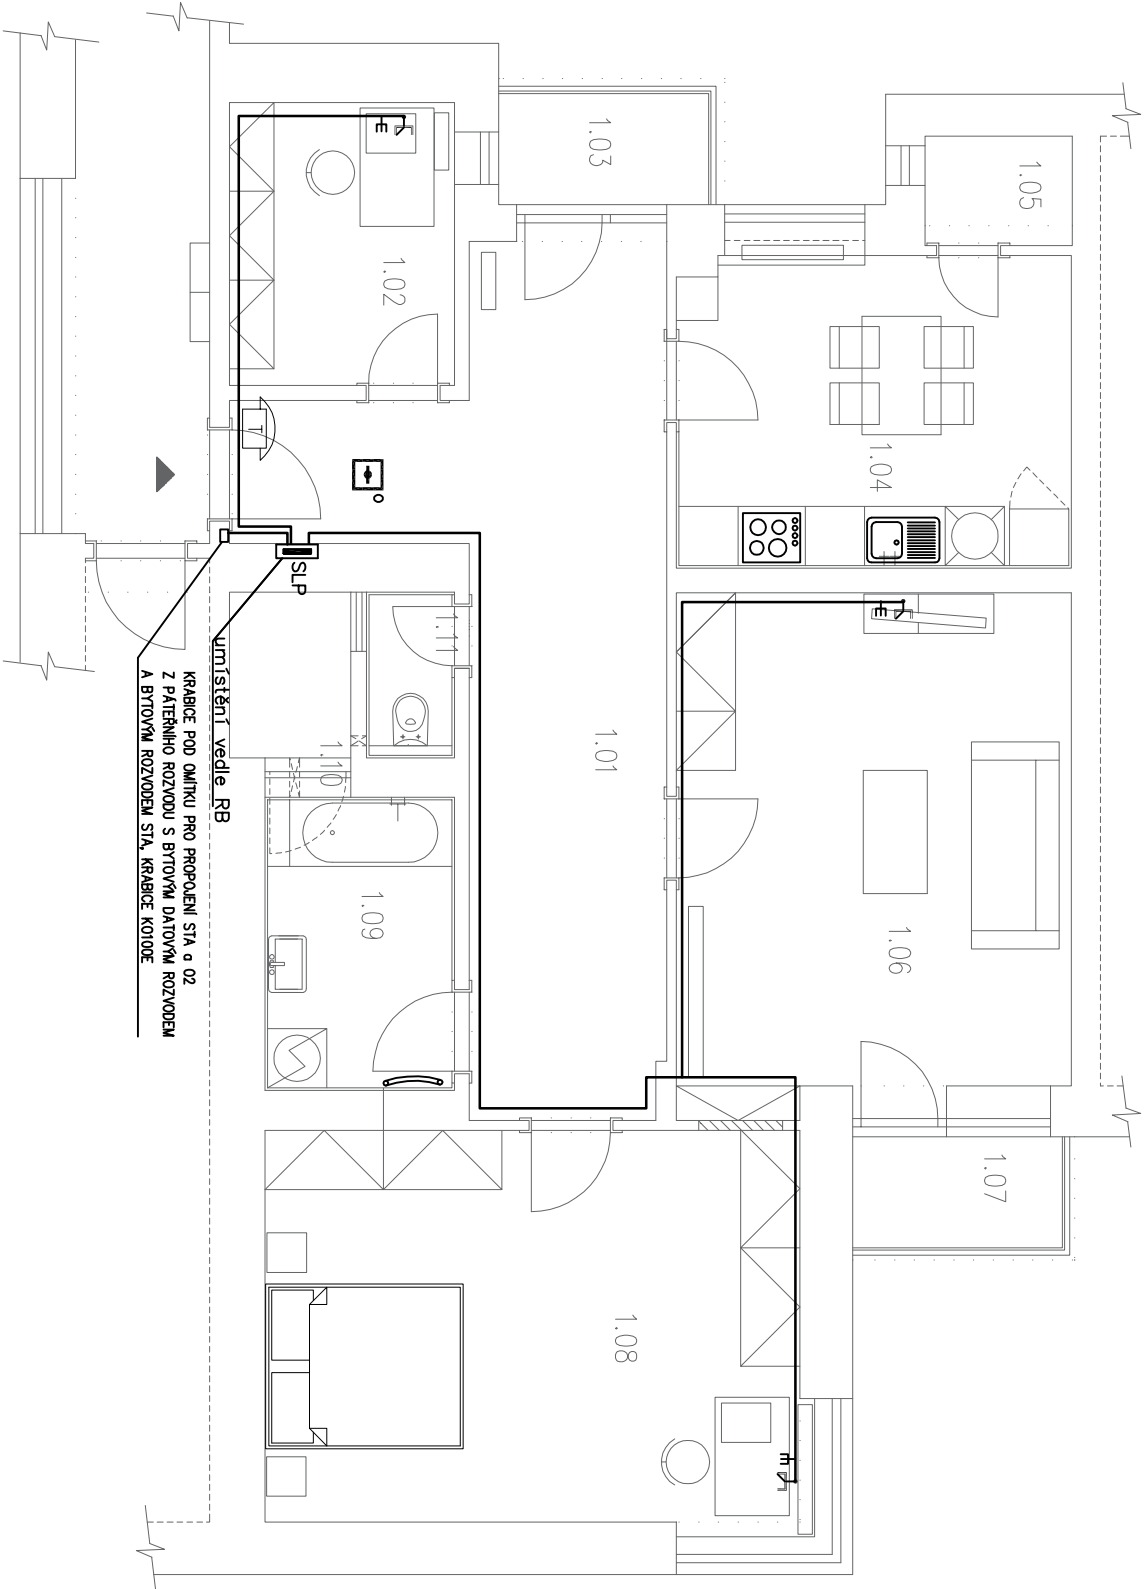 1.03
1.05
1.02
1.04
T
SLP
1.11
1.01
1.10
umístění vedle RB
KRABICE POD OMÍTKU PRO PROPOJENÍ STA a O2
Z PÁTEŘNÍHO ROZVODU S BYTOVÝM DATOVÝM ROZVODEM
A BYTOVÝM ROZVODEM STA, KRABICE KO100E
1.09
1.06
1.07
1.08